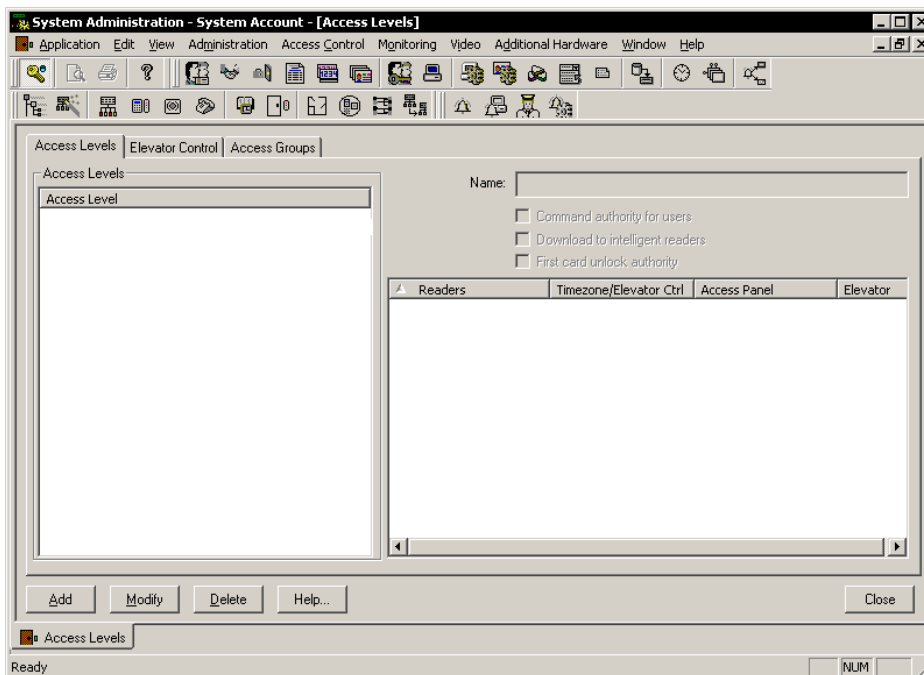 System Administration - System Account - [Access Levels]
Application Edit View Administration Access Control Monitoring Video Additional Hardware Window Help
Access Levels Elevator Control Access Groups
Access Levels
Access Level
Name:
Command authority for users
Download to intelligent readers
First card unlock authority
Readers Timezone/Elevator Ctrl Access Panel Elevator
Add Modify Delete Help... Close
Access Levels
Ready NUM